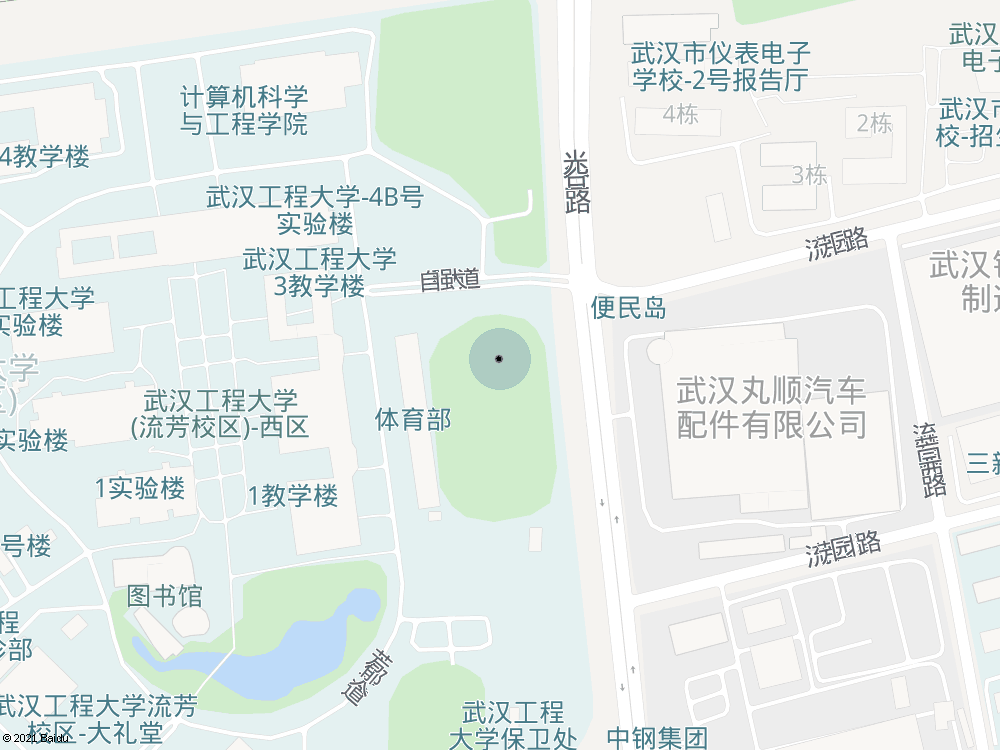 武汉市仪表电子
学校-2号报告厅
武汉
电子
计算机科学
与工程学院
4栋
2栋
武汉市
校-招生
4教学楼
光谷路
3栋
武汉工程大学-4B号
实验楼
流园路
武汉工程大学
3教学楼
自强大道
武汉
制造
工程大学
实验楼
便民岛
大学
区)
武汉丸顺汽车
配件有限公司
武汉工程大学
(流芳校区)-西区
体育部
实验楼
三新
1实验楼
1教学楼
号楼
流园路
图书馆
程
部
武汉工程大学流芳
校区-大礼堂
武汉工程
大学保卫处
中钢集团
© 2021 Baidu